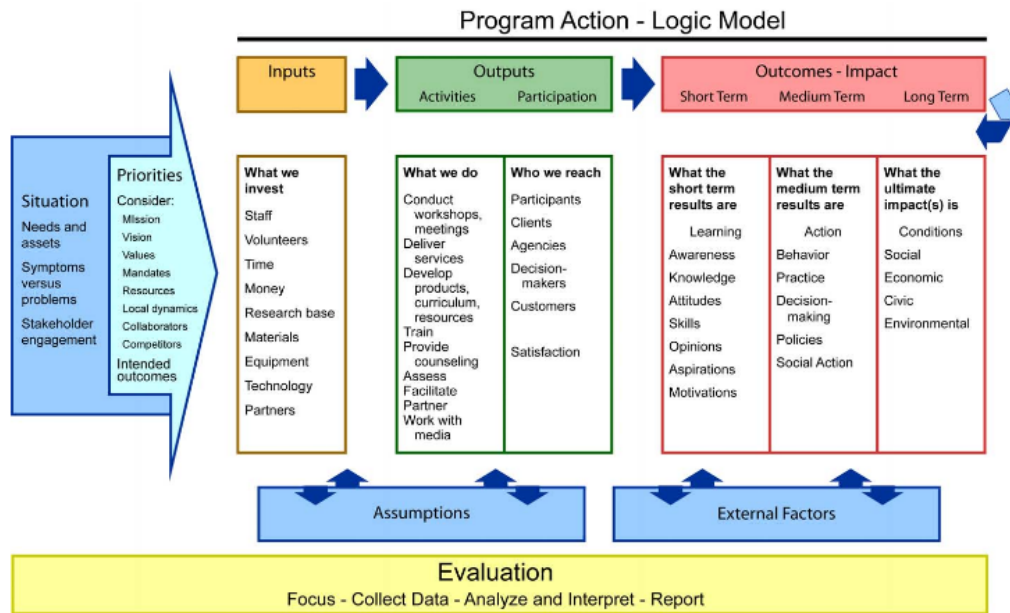 Program Action - Logic Model
Inputs
Outputs
Activities Participation
Outcomes - Impact
Short Term Medium Term Long Term
Situation
Needs and
assets
Symptoms
versus
problems
Stakeholder
engagement
Priorities
Consider:
MIssion
Vision
Values
Mandates
Resources
Local dynamics
Collaborators
Competitors
Intended
outcomes
What we
invest
Staff
Volunteers
Time
Money
Research base
Materials
Equipment
Technology
Partners
What we do
Conduct
workshops,
meetings
Deliver
services
Develop
products,
curriculum,
resources
Train
Provide
counseling
Assess
Facilitate
Partner
Work with
media
Who we reach
Participants
Clients
Agencies
Decision-
makers
Customers
Satisfaction
What the
short term
results are
Learning
Awareness
Knowledge
Attitudes
Skills
Opinions
Aspirations
Motivations
What the
medium term
results are
Action
Behavior
Practice
Decision-
making
Policies
Social Action
What the
ultimate
impact(s) is
Conditions
Social
Economic
Civic
Environmental
Assumptions
External Factors
Evaluation
Focus - Collect Data - Analyze and Interpret - Report